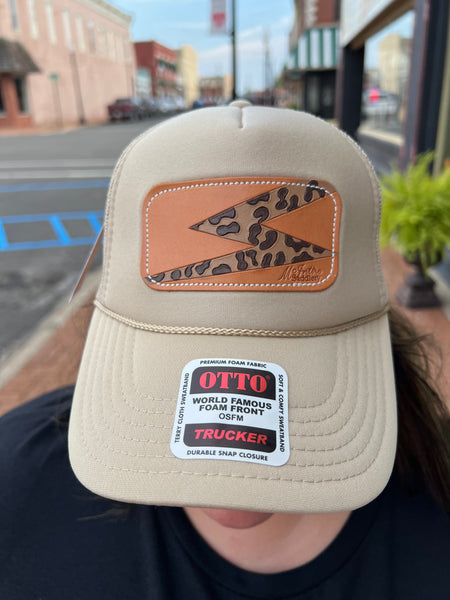 PREMIUM FOAM FABRIC
OTTO
WORLD FAMOUS
FOAM FRONT
OSFM
TRUCKER
DURABLE SNAP CLOSURE
TERRY CLOTH SWEATBAND
SOFT & COMFY SWEATBAND